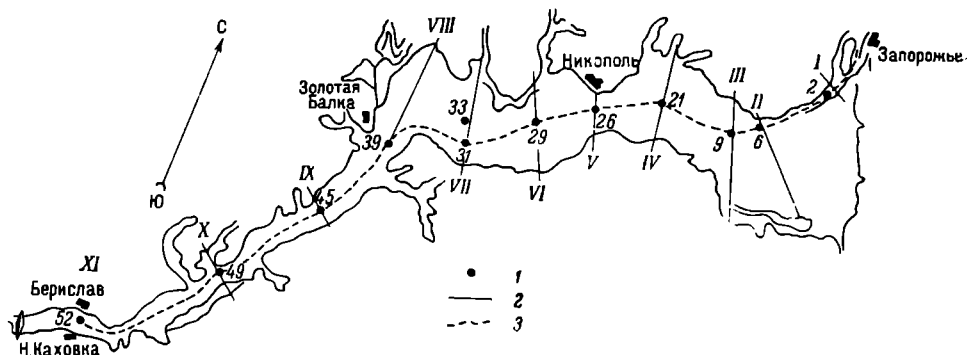 С
Ю
VIII
Золотая
Балка
39
33
31
VII
29
VI
Никополь
26
V
21
IV
III
9
II
6
I
2
Запорожье
IX
45
X
49
XI
Берислав
52
Н.Каховка
1
2
3